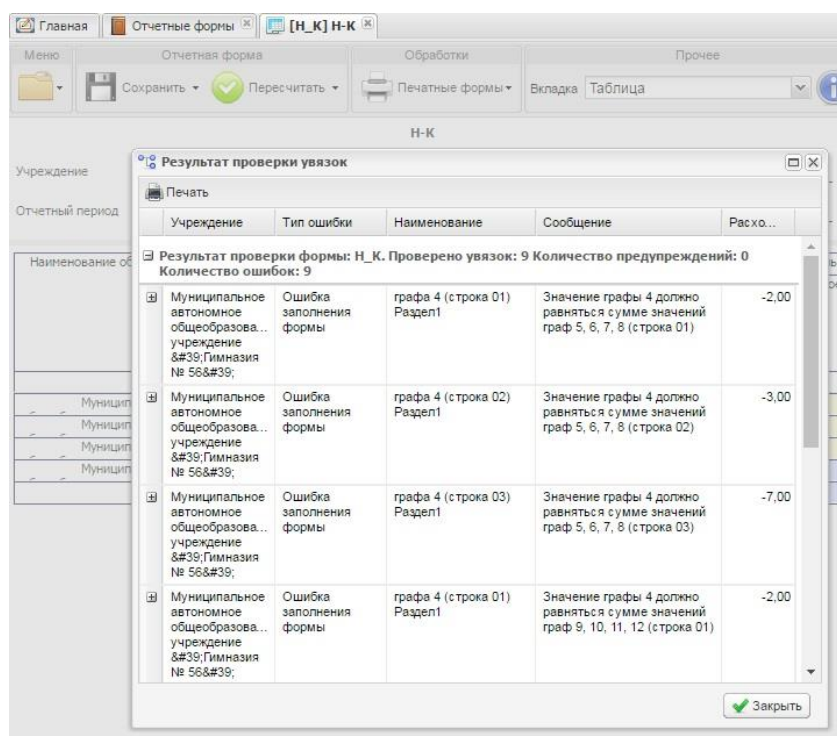 Главная Отчетные формы [Н_К] Н-К
Меню Отчетная форма Обработки Прочее
Сохранить Пересчитать Печатные формы Вкладка Таблица
Н-К
Учреждение
Отчетный период
Наименование об
Муницип
Муницип
Муницип
Муницип
Результат проверки увязок
Печать
Учреждение Тип ошибки Наименование Сообщение Расхо...
Результат проверки формы: Н_К. Проверено увязок: 9 Количество предупреждений: 0
Количество ошибок: 9
Муниципальное Ошибка графа 4 (строка 01) Значение графы 4 должно -2,00
автономное заполнения Раздел1 равняться сумме значений
общеобразова... формы граф 5, 6, 7, 8 (строка 01)
учреждение
&#39;Гимназия
№ 56&#39;
Муниципальное Ошибка графа 4 (строка 02) Значение графы 4 должно -3,00
автономное заполнения Раздел1 равняться сумме значений
общеобразова... формы граф 5, 6, 7, 8 (строка 02)
учреждение
&#39;Гимназия
№ 56&#39;
Муниципальное Ошибка графа 4 (строка 03) Значение графы 4 должно -7,00
автономное заполнения Раздел1 равняться сумме значений
общеобразова... формы граф 5, 6, 7, 8 (строка 03)
учреждение
&#39;Гимназия
№ 56&#39;
Муниципальное Ошибка графа 4 (строка 01) Значение графы 4 должно -2,00
автономное заполнения Раздел1 равняться сумме значений
общеобразова... формы граф 9, 10, 11, 12 (строка 01)
учреждение
&#39;Гимназия
№ 56&#39;
Закрыть